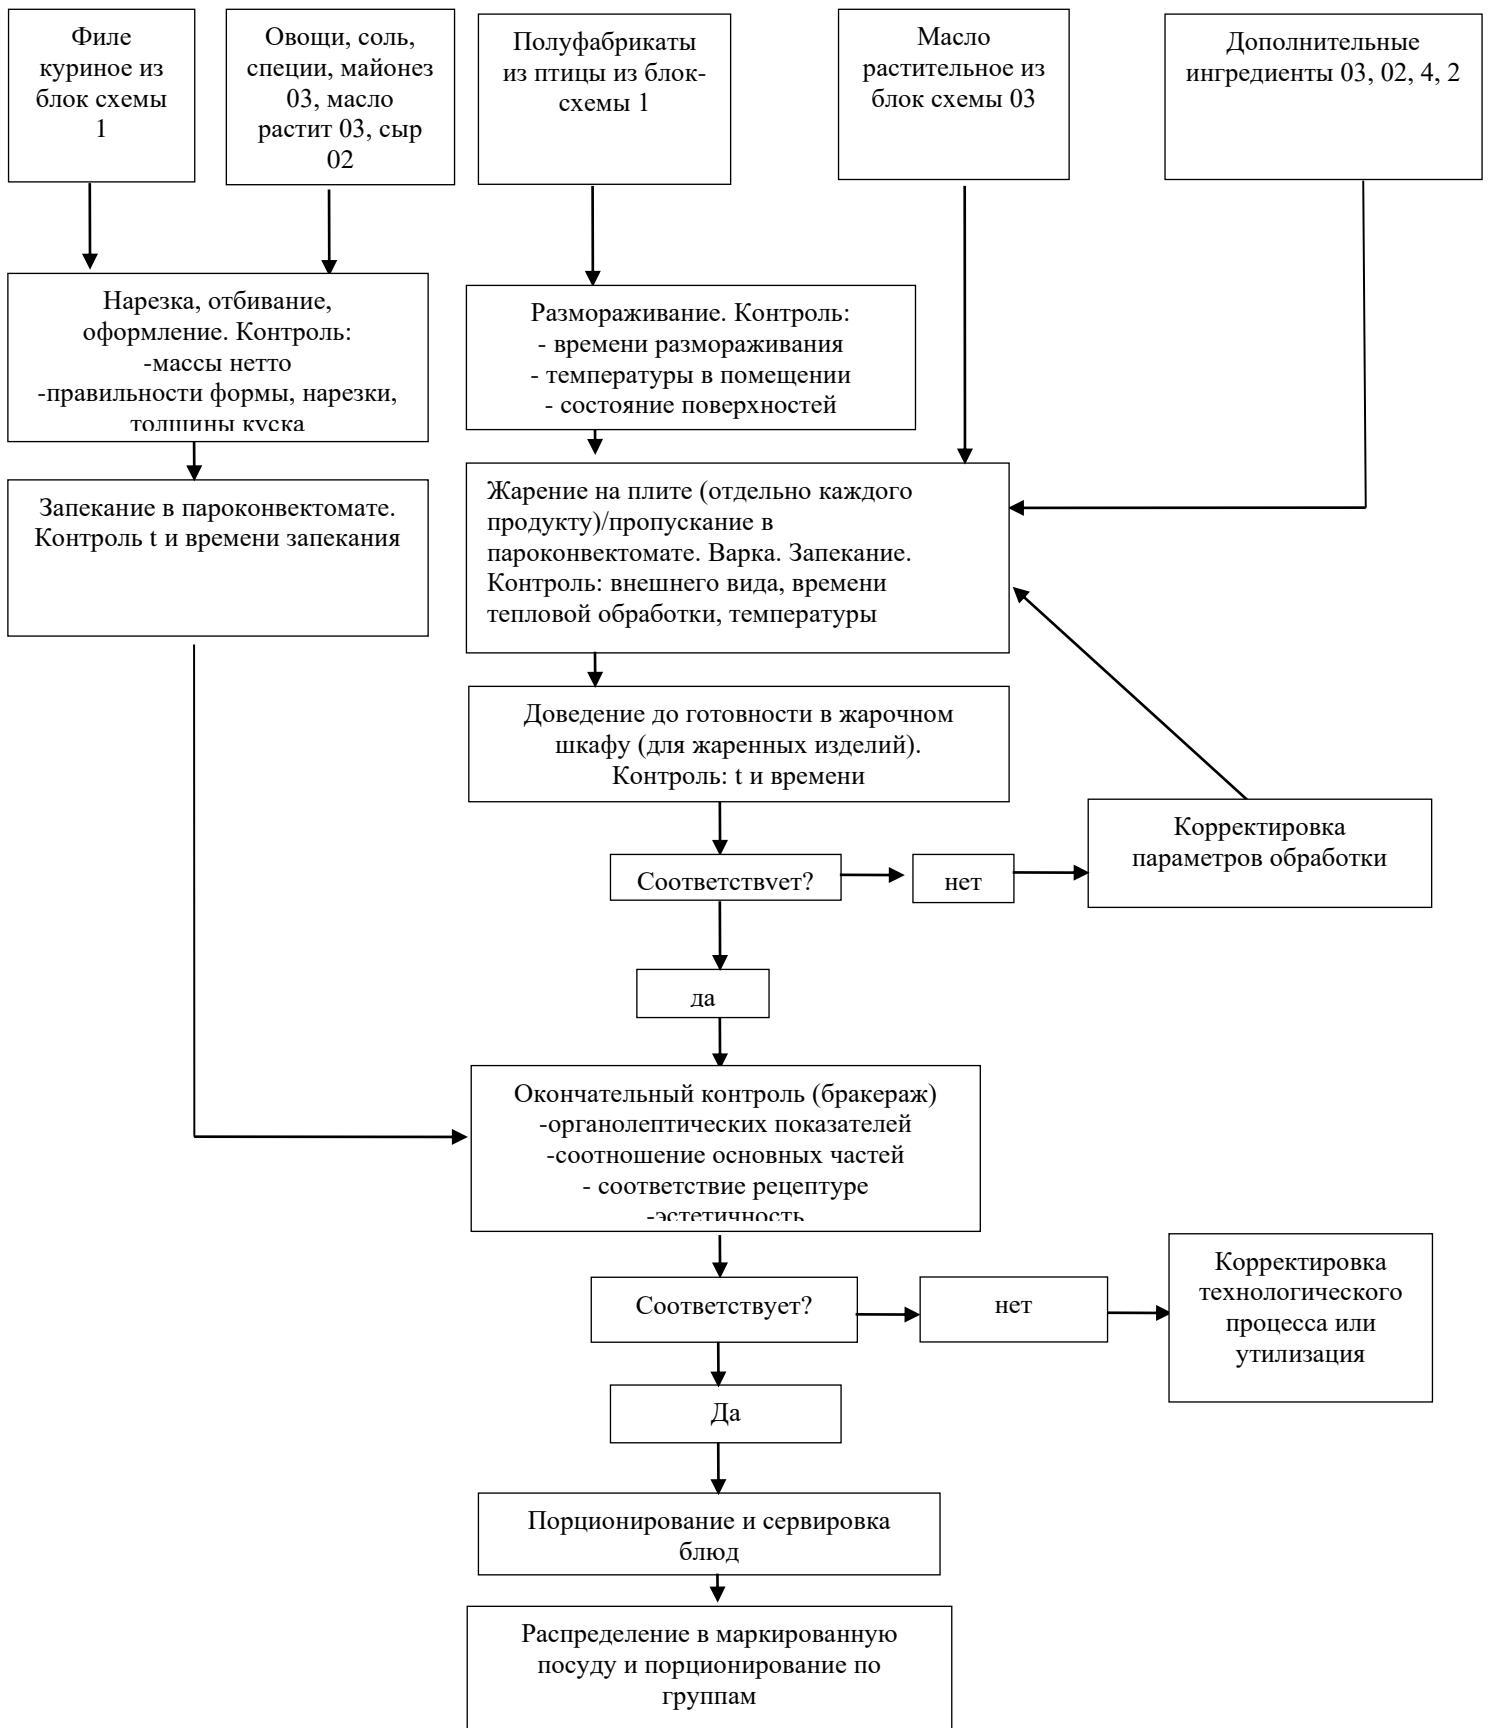 Филе
куриное из
блок схемы
1
Овощи, соль,
специи, майонез
03, масло
растит 03, сыр
02
Полуфабрикаты
из птицы из блок-
схемы 1
Масло
растительное из
блок схемы 03
Дополнительные
ингредиенты 03, 02, 4, 2
Нарезка, отбивание,
оформление. Контроль:
-массы нетто
-правильности формы, нарезки,
толщины куска
Размораживание. Контроль:
- времени размораживания
- температуры в помещении
- состояние поверхностей
Запекание в пароконвектомате.
Контроль t и времени запекания
Жарение на плите (отдельно каждого
продукту)/пропускание в
пароконвектомате. Варка. Запекание.
Контроль: внешнего вида, времени
тепловой обработки, температуры
Доведение до готовности в жарочном
шкафу (для жаренных изделий).
Контроль: t и времени
Корректировка
параметров обработки
Соответствует?
нет
да
Окончательный контроль (бракераж)
-органолептических показателей
-соотношение основных частей
- соответствие рецептуре
-эстетичность
Соответствует?
нет
Корректировка
технологического
процесса или
утилизация
Да
Порционирование и сервировка
блюд
Распределение в маркированную
посуду и порционирование по
группам